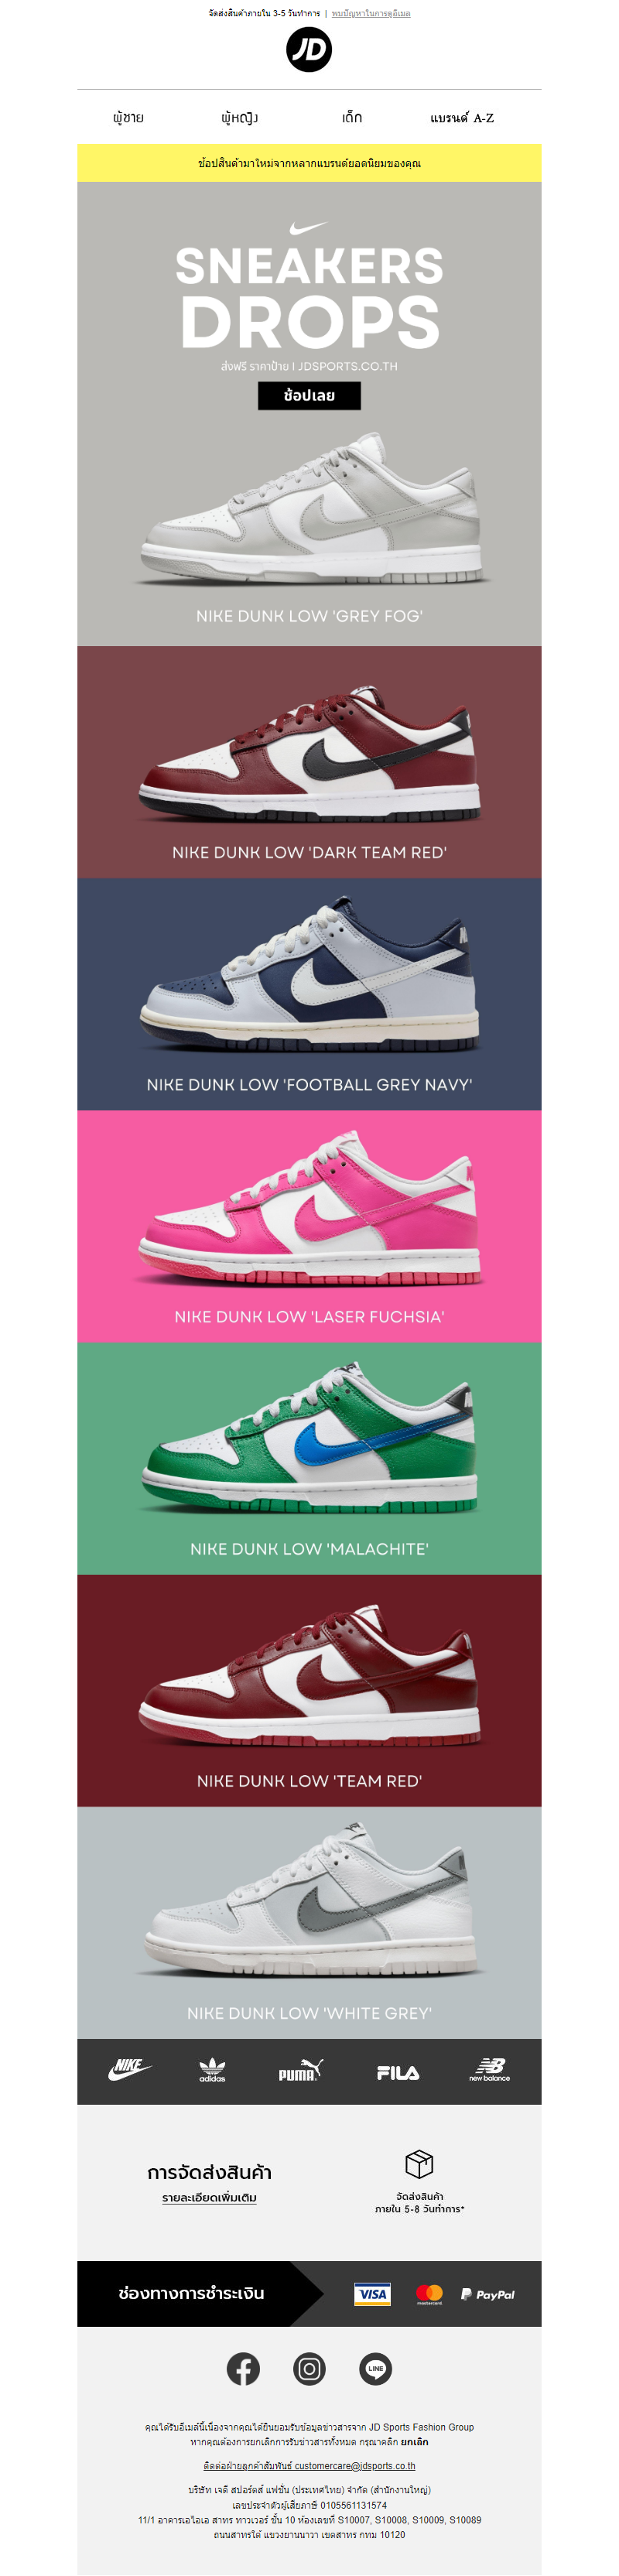 จัดส่งสินค้าภายใน 3-5 วันทำการ | พบปัญหาในการดูอีเมล
JD
ผู้ชาย ผู้หญิง เด็ก แบรนด์ A-Z
ช้อปสินค้ามาใหม่จากหลากแบรนด์ยอดนิยมของคุณ
SNEAKERS
DROPS
ส่งฟรี ราคาป้าย I JDSPORTS.CO.TH
ช้อปเลย
NIKE DUNK LOW 'GREY FOG'
NIKE DUNK LOW 'DARK TEAM RED'
NIKE DUNK LOW 'FOOTBALL GREY NAVY'
NIKE DUNK LOW 'LASER FUCHSIA'
NIKE DUNK LOW 'MALACHITE'
NIKE DUNK LOW 'TEAM RED'
NIKE DUNK LOW 'WHITE GREY'
NIKE adidas PUMA FILA new balance
การจัดส่งสินค้า
รายละเอียดเพิ่มเติม
จัดส่งสินค้า
ภายใน 5-8 วันทำการ*
ช่องทางการชำระเงิน VISA mastercard PayPal
LINE
คุณได้รับอีเมล์นี้เนื่องจากคุณได้ยินยอมรับข้อมูลข่าวสารจาก JD Sports Fashion Group
หากคุณต้องการยกเลิกการรับข่าวสารทั้งหมด กรุณาคลิก ยกเลิก
ติดต่อฝ่ายลูกค้าสัมพันธ์ customercare@jdsports.co.th
บริษัท เจดี สปอร์ตส์ แฟชั่น (ประเทศไทย) จำกัด (สำนักงานใหญ่)
เลขประจำตัวผู้เสียภาษี 0105561131574
11/1 อาคารเอไอเอ สาทร ทาวเวอร์ ชั้น 10 ห้องเลขที่ S10007, S10008, S10009, S10089
ถนนสาทรใต้ แขวงยานนาวา เขตสาทร กทม 10120